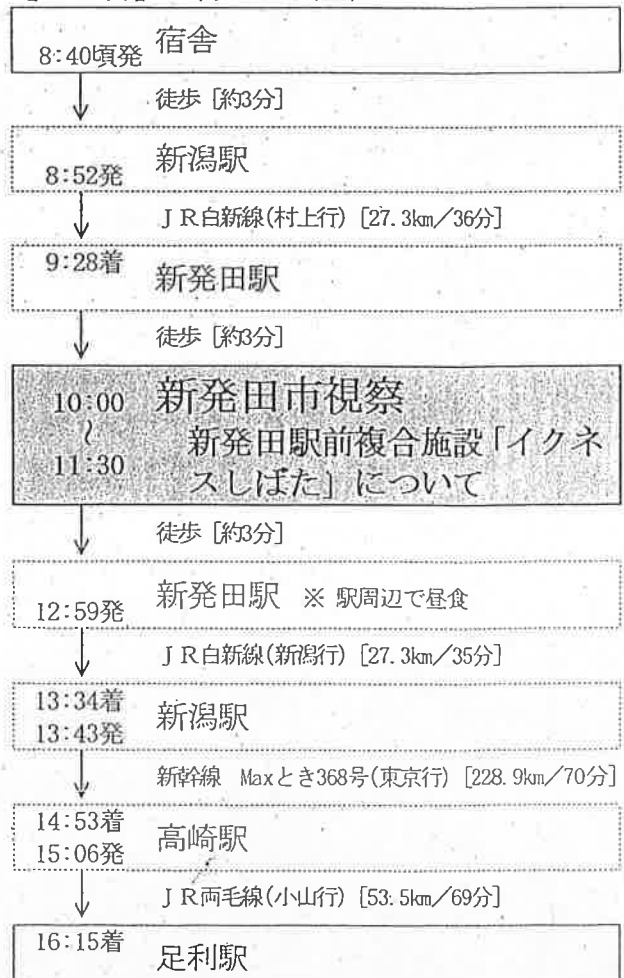 宿舎
8:40頃発
徒歩 [約3分]
新潟駅
8:52発
JR白新線(村上行) [27.3km/36分]
9:28着
新発田駅
徒歩 [約3分]
10:00 新発田市視察
~ 新発田駅前複合施設「イクネ
11:30 スしばた」について
徒歩 [約3分]
新発田駅 ※ 駅周辺で昼食
12:59発
JR白新線(新潟行) [27.3km/35分]
13:34着
新潟駅
13:43発
新幹線 Maxとき368号(東京行) [228.9km/70分]
14:53着
高崎駅
15:06発
JR両毛線(小山行) [53.5km/69分]
16:15着
足利駅